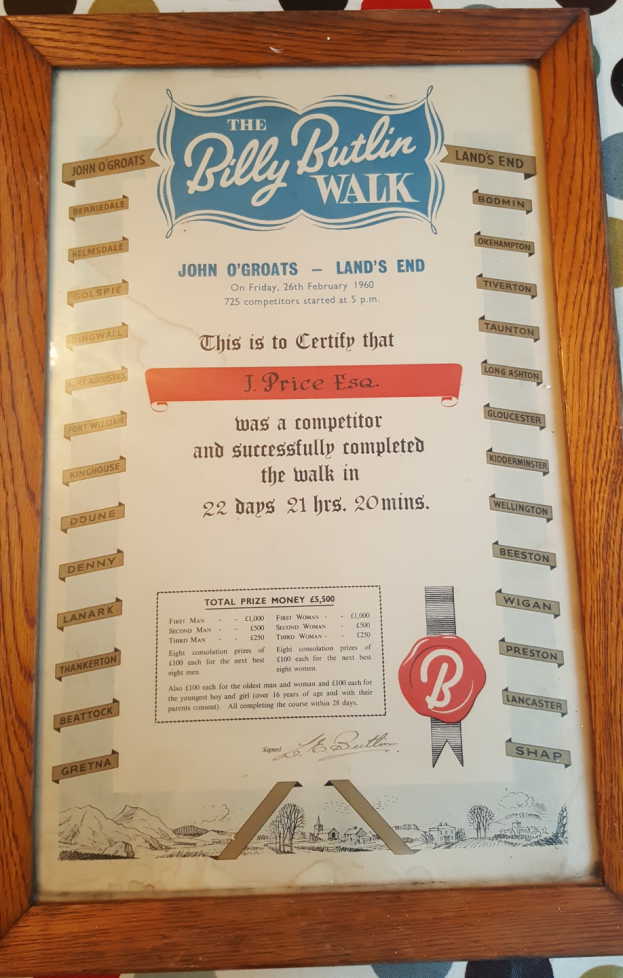 THE
Billy Butlin
WALK
JOHN O'GROATS
BERRIEDALE
HELMSDALE
GOLSPIE
DINGWALL
FORT AUGUSTUS
FORT WILLIAM
KINGHOUSE
DOUNE
DENNY
LANARK
THANKERTON
BEATTOCK
GRETNA
LAND'S END
BODMIN
OKEHAMPTON
TIVERTON
TAUNTON
LONG ASHTON
GLOUCESTER
KIDDERMINSTER
WELLINGTON
BEESTON
WIGAN
PRESTON
LANCASTER
SHAP
JOHN O'GROATS — LAND'S END
On Friday, 26th February 1960
725 competitors started at 5 p.m.
This is to Certify that
J. Price Esq.
was a competitor
and successfully completed
the walk in
22 days 21 hrs. 20 mins.
TOTAL PRIZE MONEY £5,500
First Man - - £1,000
Second Man - - £500
Third Man - - £250
Eight consolation prizes of
£100 each for the next best
eight men.
First Woman - - £1,000
Second Woman - £500
Third Woman - - £250
Eight consolation prizes of
£100 each for the next best
eight women.
Also £100 each for the oldest man and woman and £100 each for
the youngest boy and girl (over 16 years of age and with their
parents consent). All completing the course within 28 days.
B
Signed W. E. Butlin.